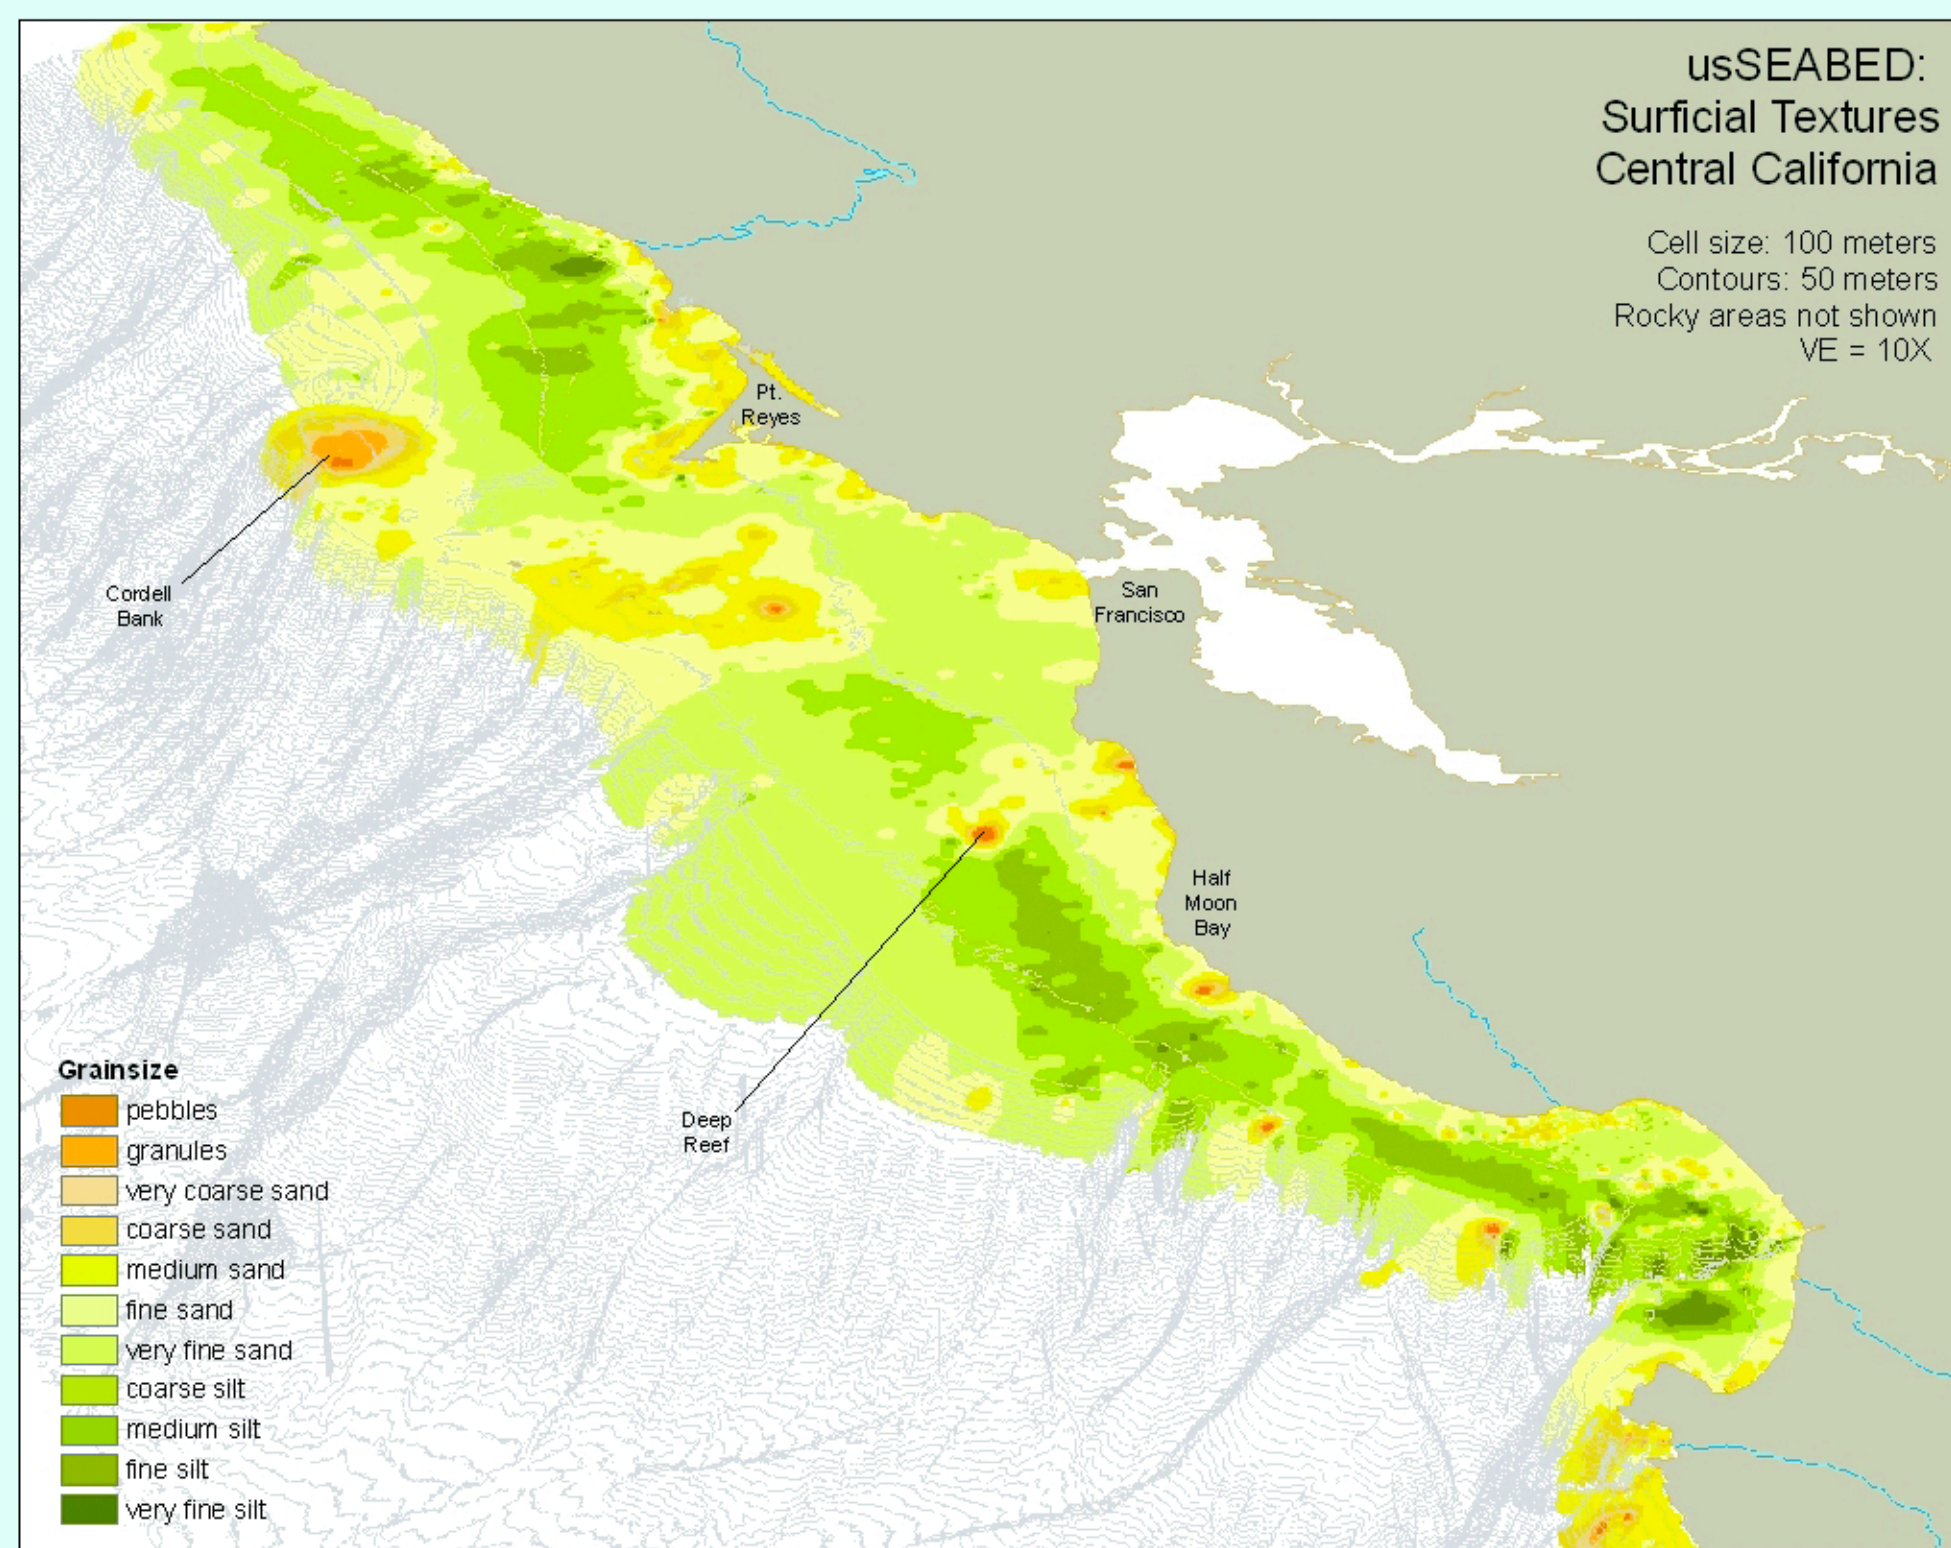 usSEABED:
Surficial Textures
Central California
Cell size: 100 meters
Contours: 50 meters
Rocky areas not shown
VE = 10X
Pt.
Reyes
Cordell
Bank
San
Francisco
Half
Moon
Bay
Deep
Reef
Grainsize
pebbles
granules
very coarse sand
coarse sand
medium sand
fine sand
very fine sand
coarse silt
medium silt
fine silt
very fine silt